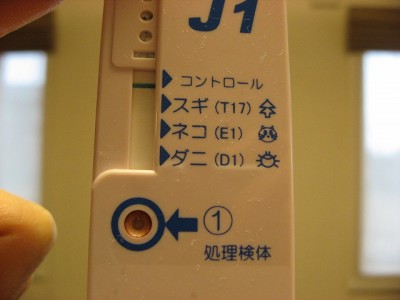 J1
コントロール
スギ(T17)
ネコ(E1)
ダニ(D1)
①
処理検体